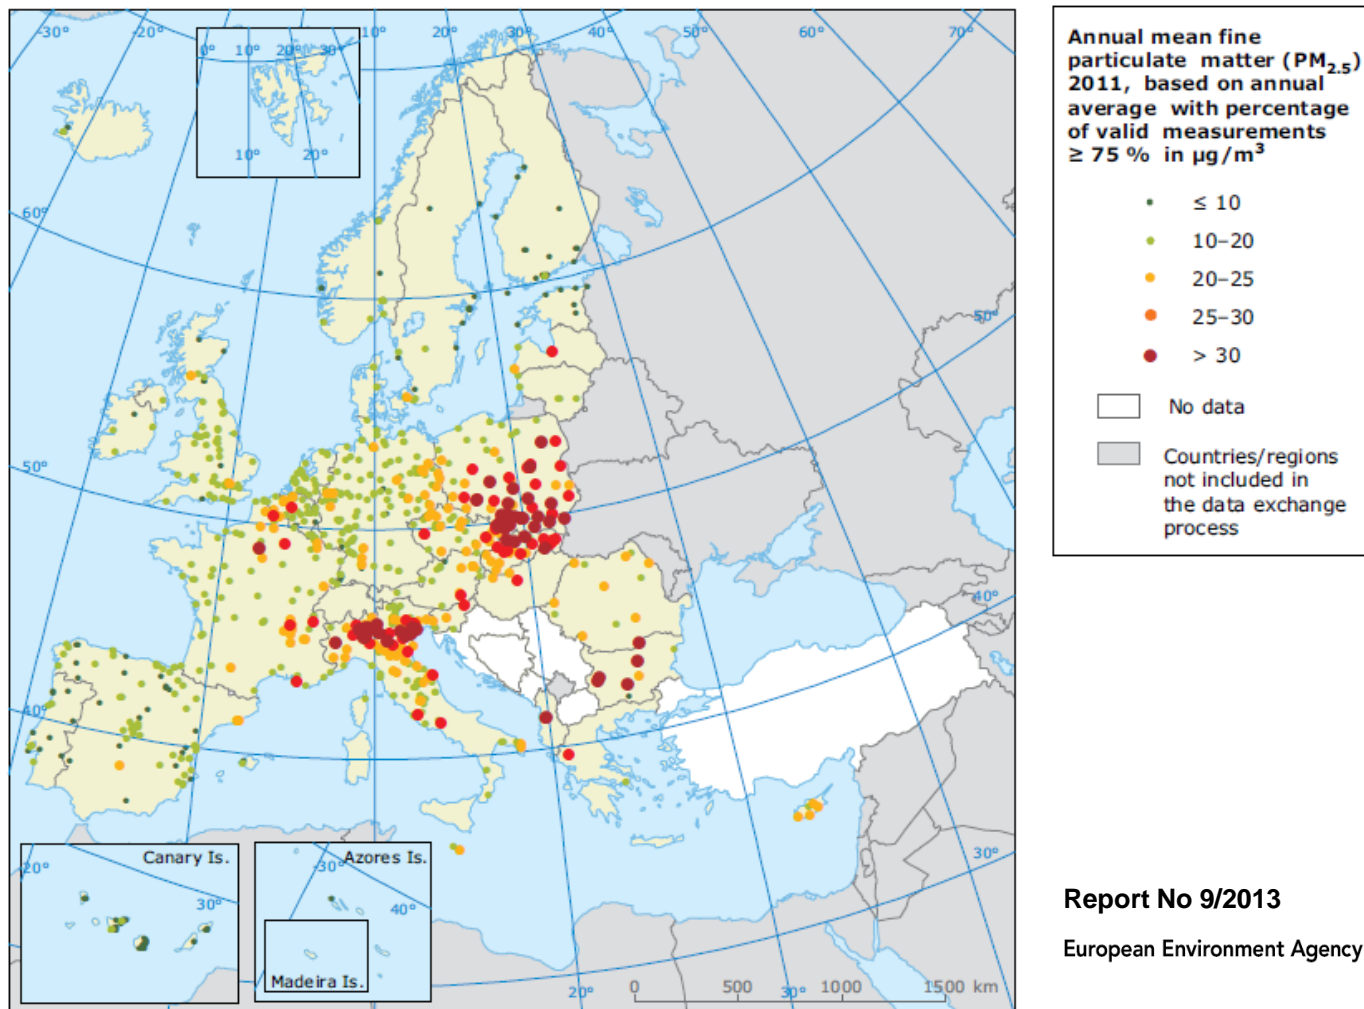 -30°
-20°
0°
10°
20°
30°
10°
20°
30°
40°
50°
60°
70°
10°
20°
60°
50°
50°
40°
40°
30°
20°
30°
Canary Is.
20°
30°
Azores Is.
-30°
40°
Madeira Is.
0
500
1000
1500 km
Annual mean fine
particulate matter (PM2.5)
2011, based on annual
average with percentage
of valid measurements
≥ 75 % in µg/m³
≤ 10
10–20
20–25
25–30
> 30
No data
Countries/regions
not included in
the data exchange
process
Report No 9/2013
European Environment Agency